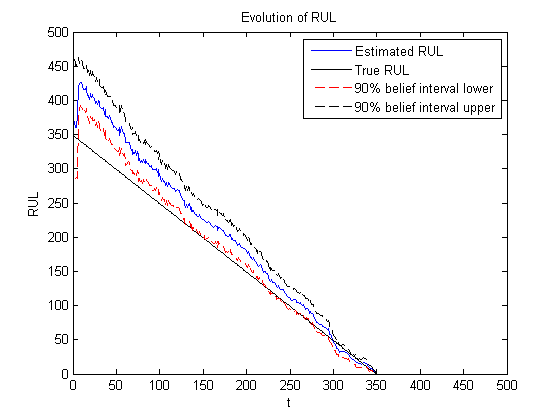 Evolution of RUL
500
450
400
350
300
250
200
150
100
50
0
RUL
Estimated RUL
True RUL
90% belief interval lower
90% belief interval upper
0 50 100 150 200 250 300 350 400 450 500
t